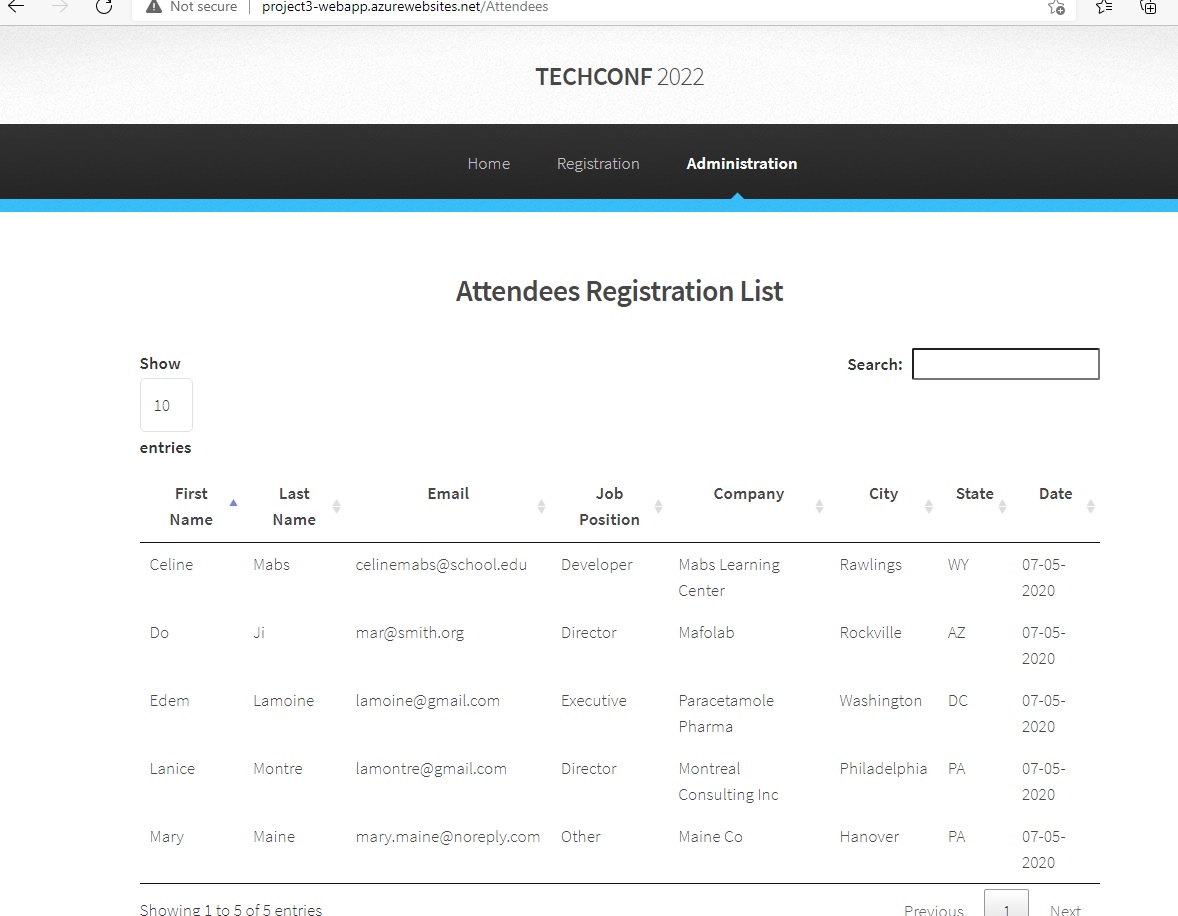 Not secure | project3-webapp.azurewebsites.net/Attendees
TECHCONF 2022
Home Registration Administration
Attendees Registration List
Show
Search:
10
entries
First Name Last Name Email Job Position Company City State Date
Celine Mabs celinemabs@school.edu Developer Mabs Learning Center Rawlings WY 07-05-2020
Do Ji mar@smith.org Director Mafolab Rockville AZ 07-05-2020
Edem Lamoine lamoine@gmail.com Executive Paracetamole Pharma Washington DC 07-05-2020
Lanice Montre lamontre@gmail.com Director Montreal Consulting Inc Philadelphia PA 07-05-2020
Mary Maine mary.maine@noreply.com Other Maine Co Hanover PA 07-05-2020
Showing 1 to 5 of 5 entries
Previous 1 Next